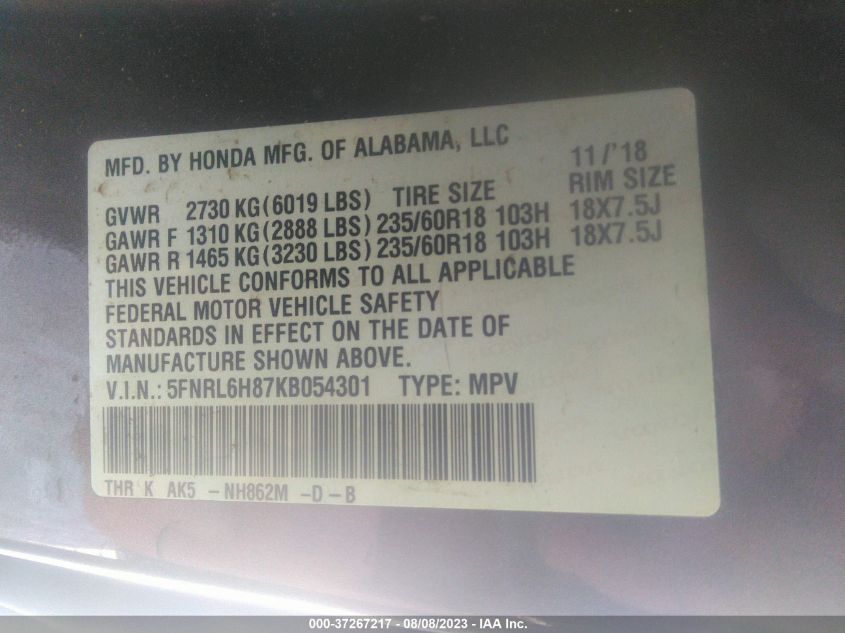 MFD. BY HONDA MFG. OF ALABAMA, LLC 11/'18
GVWR 2730 KG(6019 LBS) TIRE SIZE RIM SIZE
GAWR F 1310 KG(2888 LBS) 235/60R18 103H 18X7.5J
GAWR R 1465 KG(3230 LBS) 235/60R18 103H 18X7.5J
THIS VEHICLE CONFORMS TO ALL APPLICABLE
FEDERAL MOTOR VEHICLE SAFETY
STANDARDS IN EFFECT ON THE DATE OF
MANUFACTURE SHOWN ABOVE.
V.I.N.: 5FNRL6H87KB054301 TYPE: MPV
THR K AK5 – NH862M –D – B
000-37267217 - 08/08/2023 - IAA Inc.